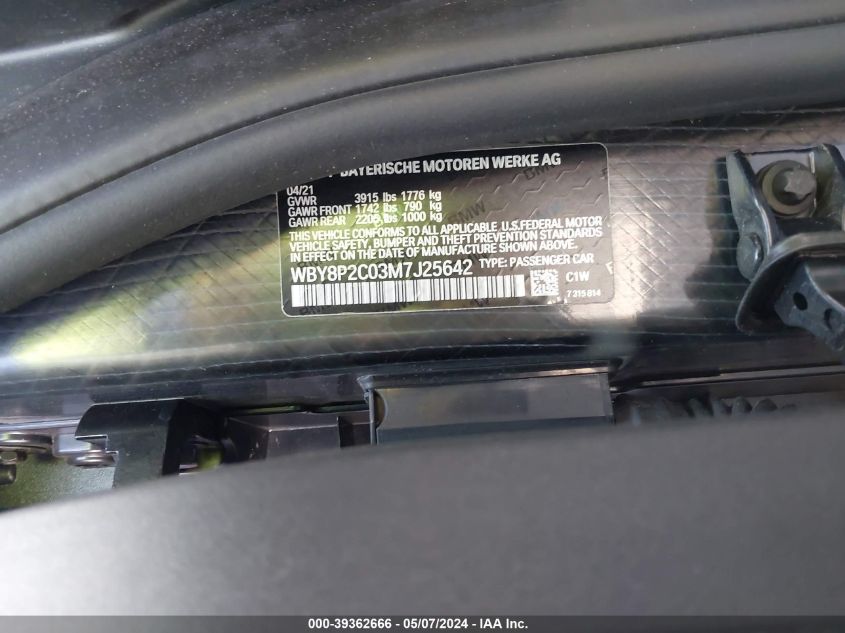 BAYERISCHE MOTOREN WERKE AG
04/21
GVWR 3915 lbs 1776 kg
GAWR FRONT 1742 lbs 790 kg
GAWR REAR 2205 lbs 1000 kg
THIS VEHICLE CONFORMS TO ALL APPLICABLE U.S.FEDERAL MOTOR
VEHICLE SAFETY, BUMPER AND THEFT PREVENTION STANDARDS
IN EFFECT ON THE DATE OF MANUFACTURE SHOWN ABOVE.
WBY8P2C03M7J25642 TYPE: PASSENGER CAR
C1W
7 315 814
000-39362666 - 05/07/2024 - IAA Inc.